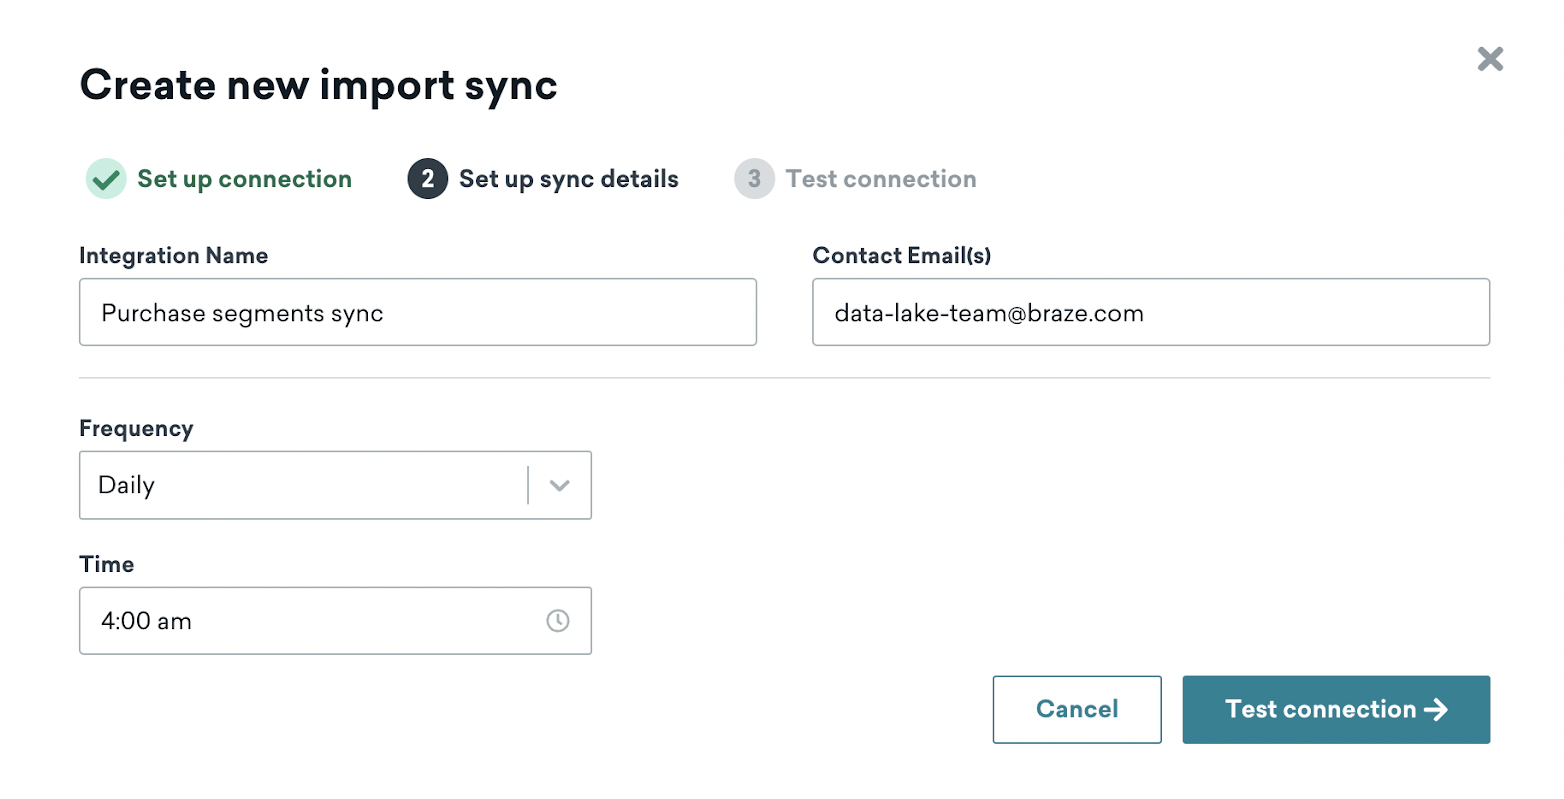 Create new import sync
Set up connection 2 Set up sync details 3 Test connection
Integration Name Contact Email(s)
Purchase segments sync data-lake-team@braze.com
Frequency
Daily
Time
4:00 am
Cancel Test connection